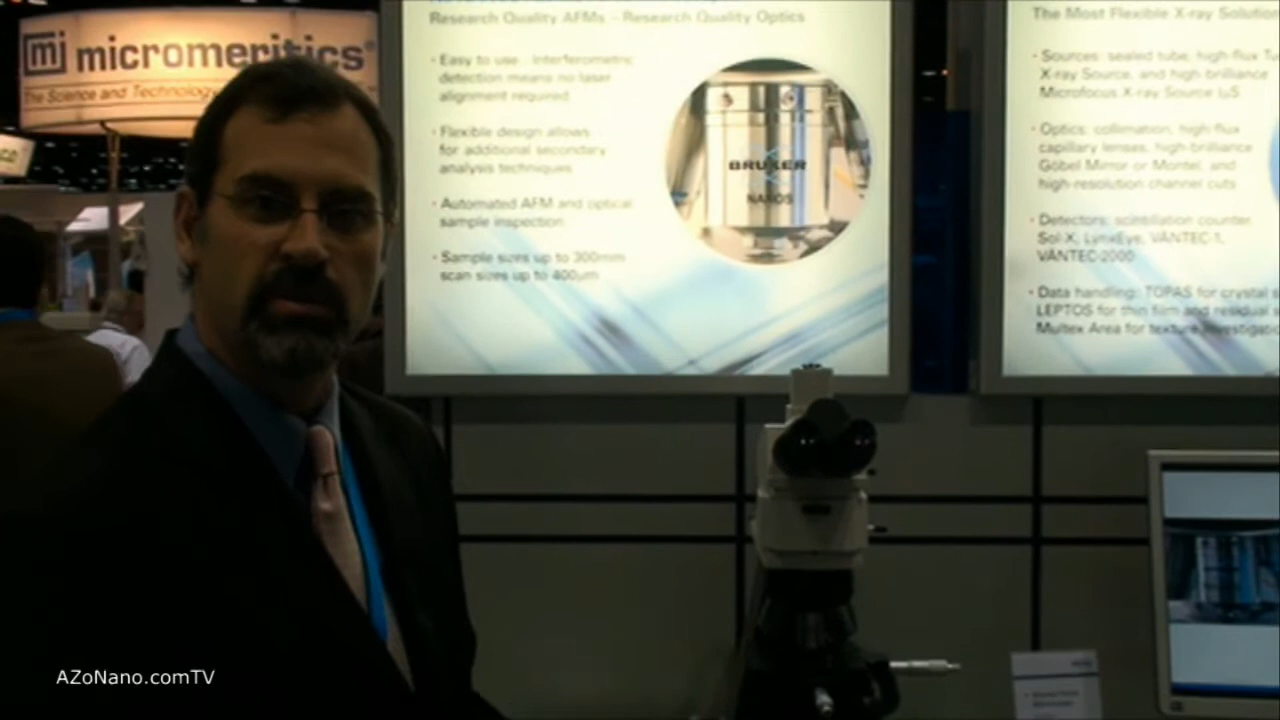 mi micromeritics®
The Science and Technology
Research Quality AFMs - Research Quality Optics
• Easy to use - Interferometric
detection means no laser
alignment required
• Flexible design allows
for additional secondary
analysis techniques
• Automated AFM and optical
sample inspection
• Sample sizes up to 300mm
scan sizes up to 400µm
BRUKER
NANOS
The Most Flexible X-ray Solution
• Sources: sealed tube, high-flux Tu
X-ray Source, and high brilliance
Microfocus X-ray Source IµS
• Optics: collimation, high-flux
capillary lenses, high-brilliance
Göbel Mirror or Montel, and
high-resolution channel cuts
• Detectors: scintillation counter,
Sol-X, LynxEye, VÅNTEC-1,
VÅNTEC-2000
• Data handling: TOPAS for crystal s
LEPTOS for thin film and residual s
Multex Area for texture investigatio
AZoNano.comTV